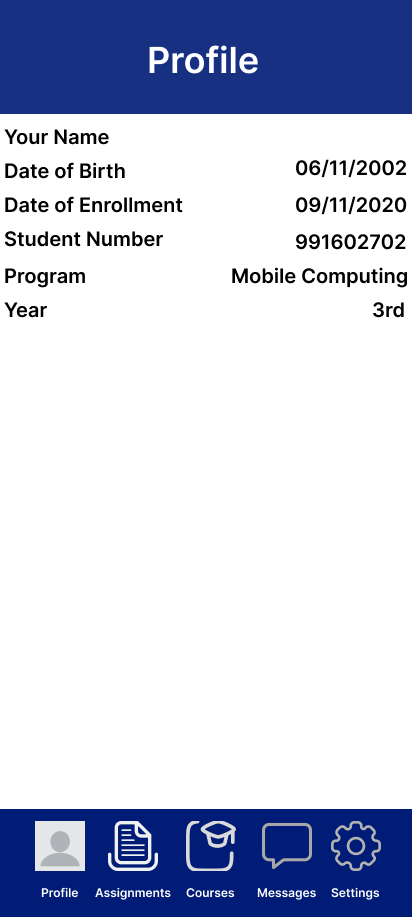 Profile
Your Name
Date of Birth 06/11/2002
Date of Enrollment 09/11/2020
Student Number 991602702
Program Mobile Computing
Year 3rd
Profile Assignments Courses Messages Settings